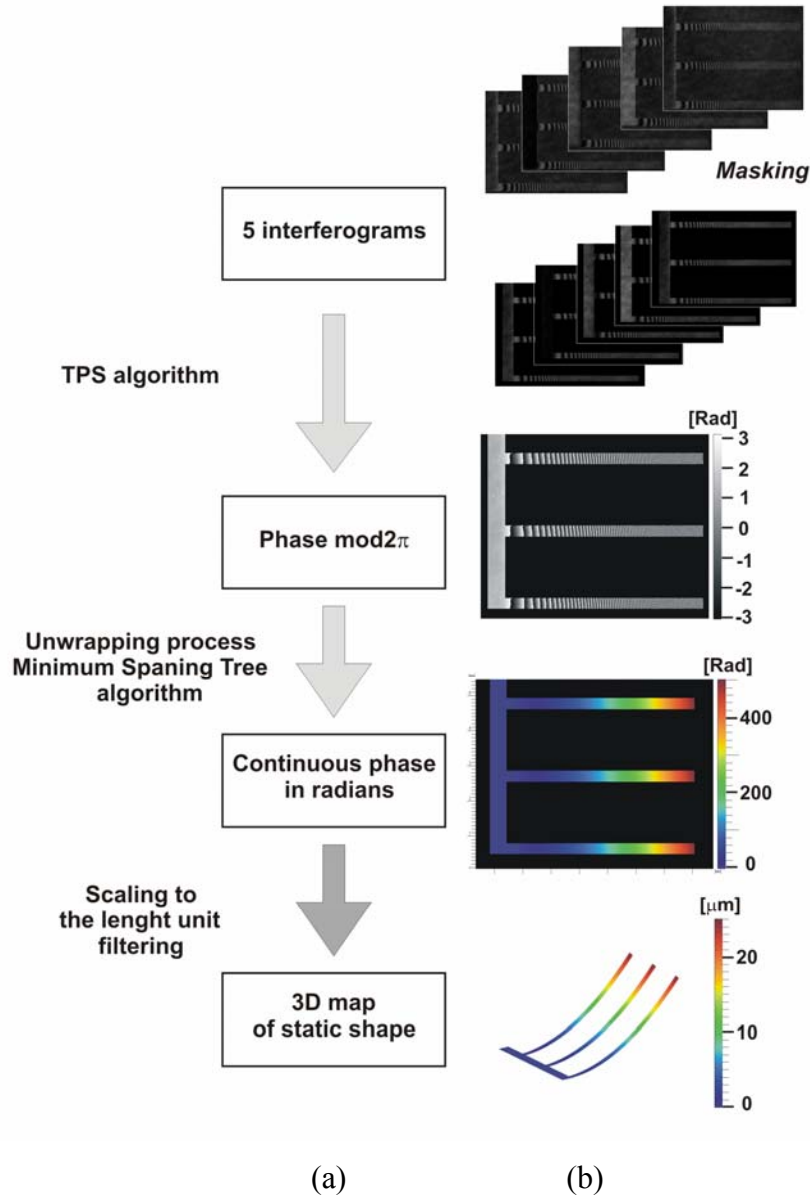 Masking
5 interferograms
TPS algorithm
[Rad]
3
2
1
0
-1
-2
-3
Phase mod2π
Unwrapping process
Minimum Spaning Tree
algorithm
[Rad]
400
200
0
Continuous phase
in radians
Scaling to
the lenght unit
filtering
[μm]
20
10
0
3D map
of static shape
(a)
(b)